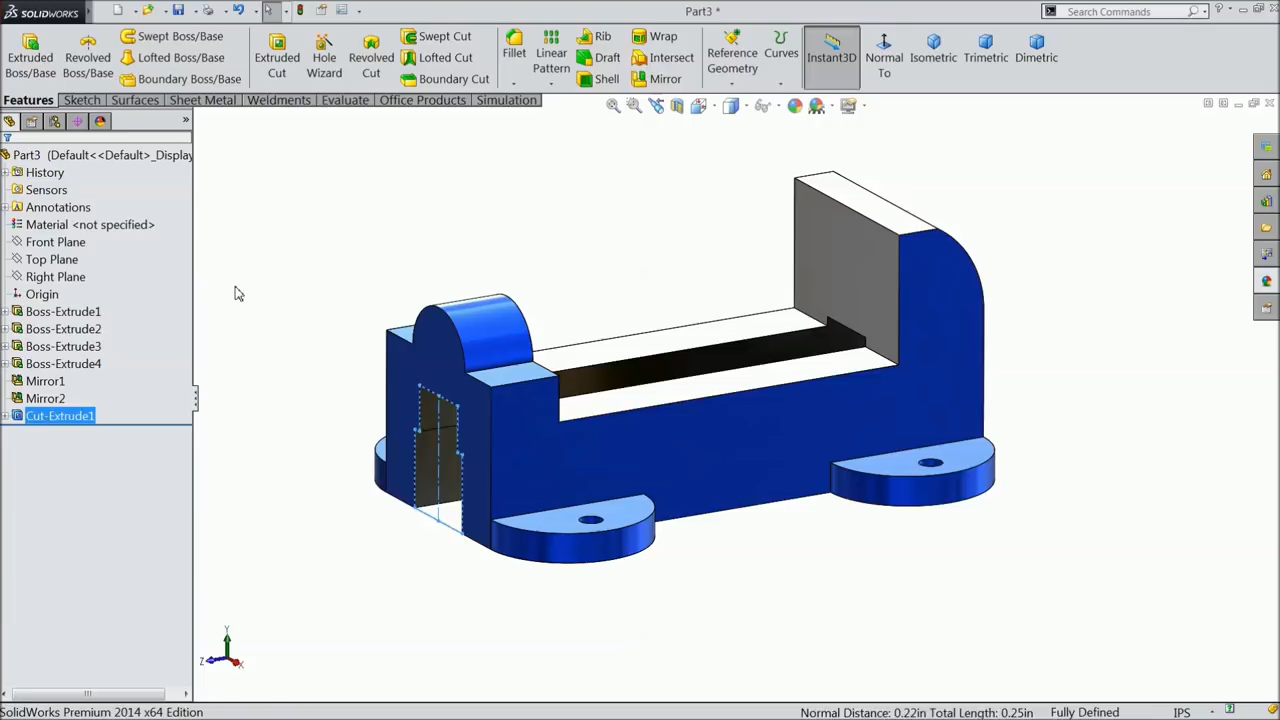 SOLIDWORKS
Part3 *
Search Commands
Extruded Boss/Base
Revolved Boss/Base
Swept Boss/Base
Lofted Boss/Base
Boundary Boss/Base
Extruded Cut
Hole Wizard
Revolved Cut
Swept Cut
Lofted Cut
Boundary Cut
Fillet
Linear Pattern
Rib
Draft
Shell
Wrap
Intersect
Mirror
Reference Geometry
Curves
Instant3D
Normal To
Isometric
Trimetric
Dimetric
Features
Sketch
Surfaces
Sheet Metal
Weldments
Evaluate
Office Products
Simulation
Part3 (Default<<Default>_Display
History
Sensors
Annotations
Material <not specified>
Front Plane
Top Plane
Right Plane
Origin
Boss-Extrude1
Boss-Extrude2
Boss-Extrude3
Boss-Extrude4
Mirror1
Mirror2
Cut-Extrude1
Y
Z
X
SolidWorks Premium 2014 x64 Edition
Normal Distance: 0.22in Total Length: 0.25in
Fully Defined
IPS